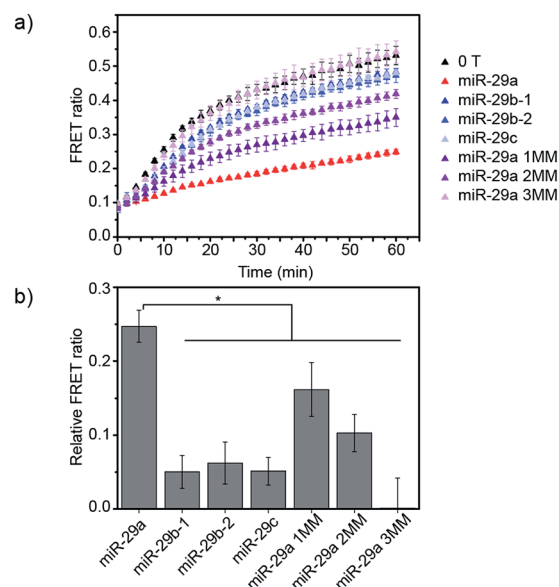 a)
FRET ratio
0.6
0.5
0.4
0.3
0.2
0.1
0.0
0 10 20 30 40 50 60
Time (min)
0 T
miR-29a
miR-29b-1
miR-29b-2
miR-29c
miR-29a 1MM
miR-29a 2MM
miR-29a 3MM
b)
Relative FRET ratio
0.3
0.2
0.1
0.0
*
miR-29a
miR-29b-1
miR-29b-2
miR-29c
miR-29a 1MM
miR-29a 2MM
miR-29a 3MM